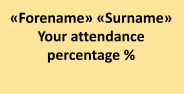 «Forename» «Surname»
Your attendance
percentage %